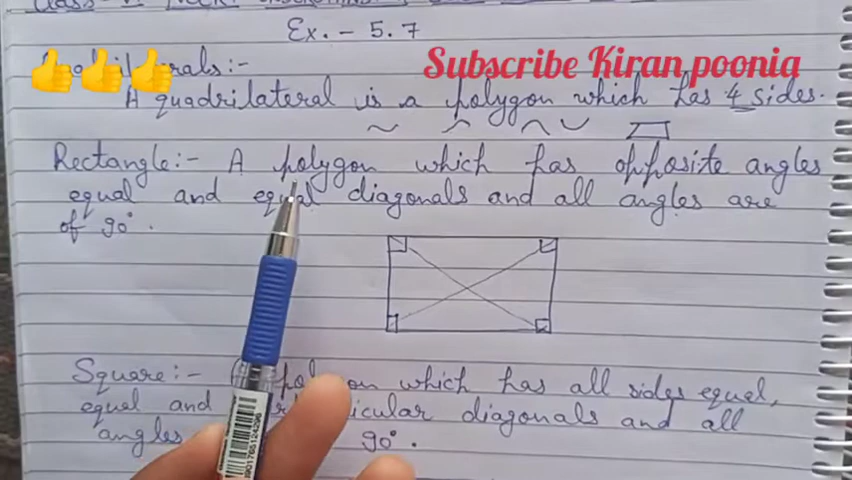 Ex. - 5.7
Subscribe Kiran poonia
A quadrilateral is a polygon which has 4 sides.
Rectangle:- A polygon which has opposite angles
equal and equal diagonals and all angles are
of 90°.
Square:- which has all sides equal,
equal and diagonals and all
angles 90°.